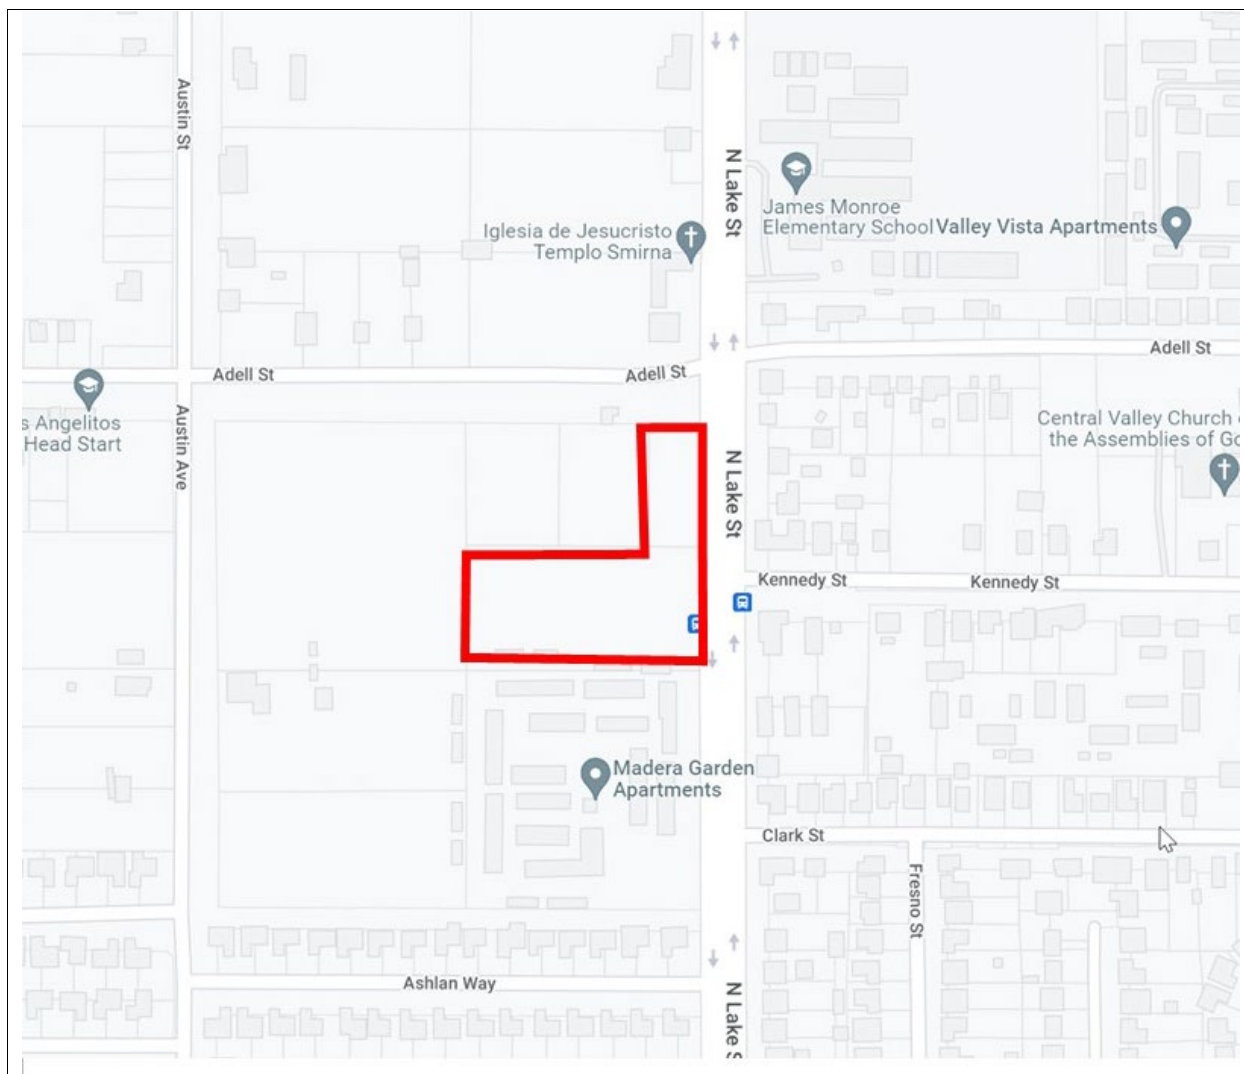 Austin St
N Lake St
James Monroe
Elementary School
Valley Vista Apartments
Iglesia de Jesucristo
Templo Smirna
Adell St
Adell St
Adell St
s Angelitos
Head Start
Austin Ave
N Lake St
Central Valley Church
the Assemblies of Go
Kennedy St
Kennedy St
Madera Garden
Apartments
Clark St
Fresno St
Ashlan Way
N Lake S